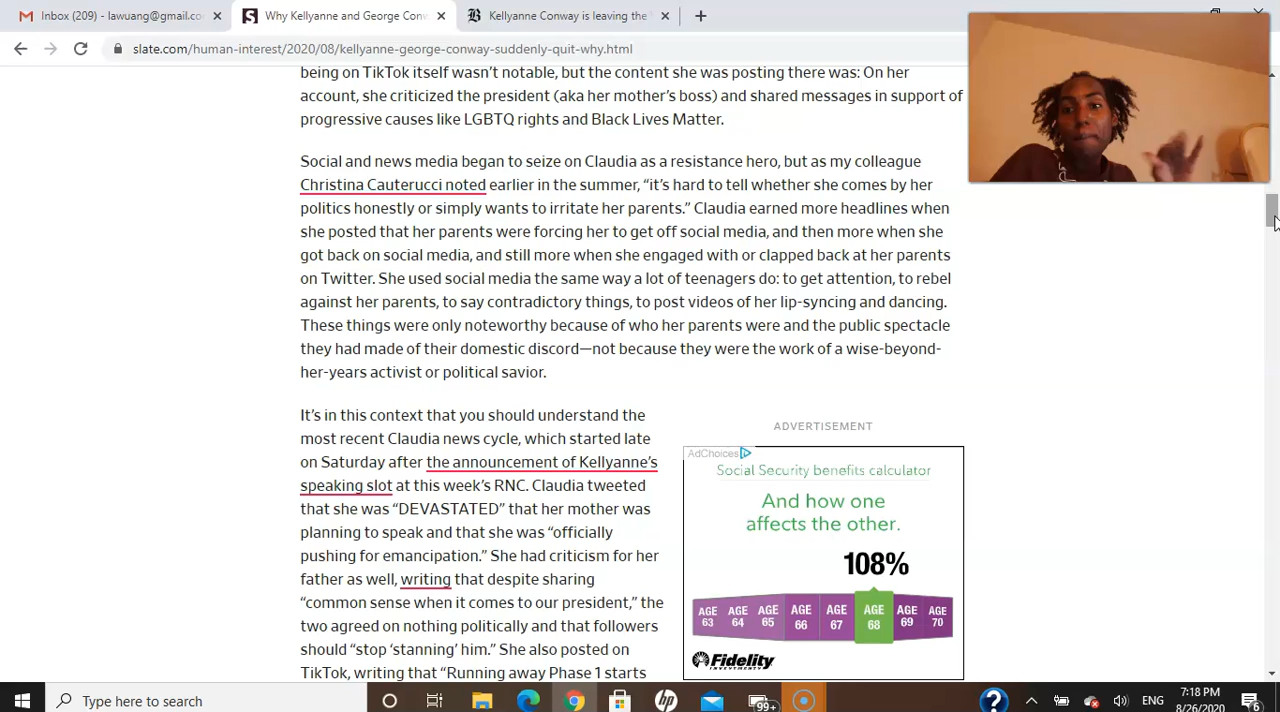 Inbox (209) - lawuang@gmail.co
Why Kellyanne and George Conw
Kellyanne Conway is leaving the
slate.com/human-interest/2020/08/kellyanne-george-conway-suddenly-quit-why.html
being on TikTok itself wasn’t notable, but the content she was posting there was: On her
account, she criticized the president (aka her mother’s boss) and shared messages in support of
progressive causes like LGBTQ rights and Black Lives Matter.
Social and news media began to seize on Claudia as a resistance hero, but as my colleague
Christina Cauterucci noted earlier in the summer, “it’s hard to tell whether she comes by her
politics honestly or simply wants to irritate her parents.” Claudia earned more headlines when
she posted that her parents were forcing her to get off social media, and then more when she
got back on social media, and still more when she engaged with or clapped back at her parents
on Twitter. She used social media the same way a lot of teenagers do: to get attention, to rebel
against her parents, to say contradictory things, to post videos of her lip-syncing and dancing.
These things were only noteworthy because of who her parents were and the public spectacle
they had made of their domestic discord—not because they were the work of a wise-beyond-
her-years activist or political savior.
It’s in this context that you should understand the
most recent Claudia news cycle, which started late
on Saturday after the announcement of Kellyanne’s
speaking slot at this week’s RNC. Claudia tweeted
that she was “DEVASTATED” that her mother was
planning to speak and that she was “officially
pushing for emancipation.” She had criticism for her
father as well, writing that despite sharing
“common sense when it comes to our president,” the
two agreed on nothing politically and that followers
should “stop ‘stanning’ him.” She also posted on
TikTok, writing that “Running away Phase 1 starts
ADVERTISEMENT
AdChoices
Social Security benefits calculator
And how one
affects the other.
108%
AGE 63 AGE 64 AGE 65 AGE 66 AGE 67 AGE 68 AGE 69 AGE 70
Fidelity
INVESTMENTS
Type here to search
99+
ENG
7:18 PM
8/26/2020
6